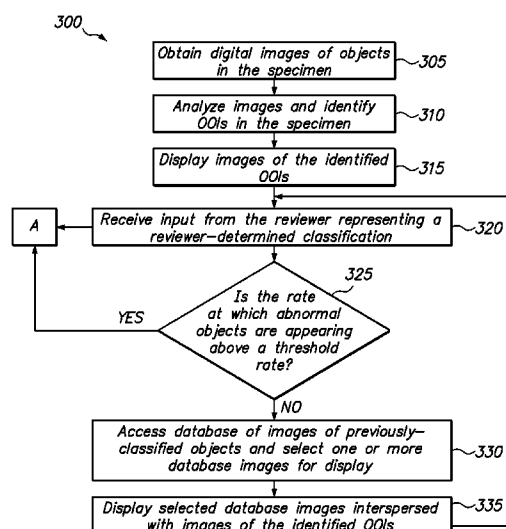 300
Obtain digital images of objects
in the specimen
305
Analyze images and identify
OOIs in the specimen
310
Display images of the identified
OOIs
315
A
Receive input from the reviewer representing a
reviewer-determined classification
320
325
Is the rate
at which abnormal
objects are appearing
above a threshold
rate?
YES
NO
Access database of images of previously-
classified objects and select one or more
database images for display
330
335
Display selected database images interspersed
with images of the identified OOIs